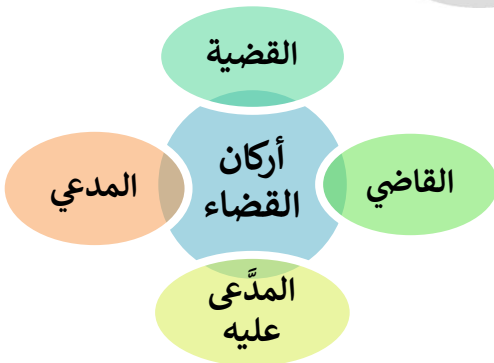 القضية
أركان
القضاء
القاضي
المدعي
المدَّعى
عليه